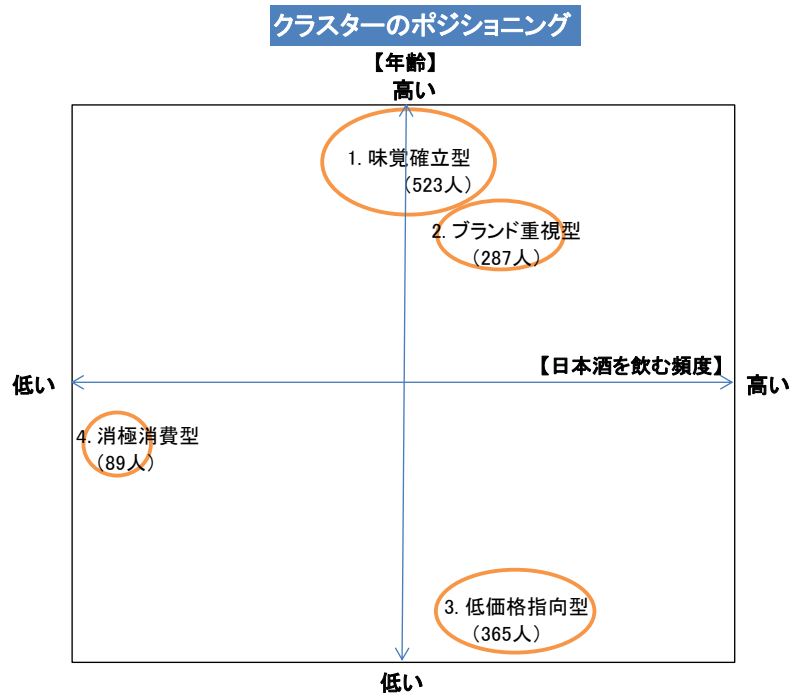 クラスターのポジショニング
【年齢】
高い
1. 味覚確立型
(523人)
2. ブランド重視型
(287人)
【日本酒を飲む頻度】
低い
高い
4. 消極消費型
(89人)
3. 低価格指向型
(365人)
低い